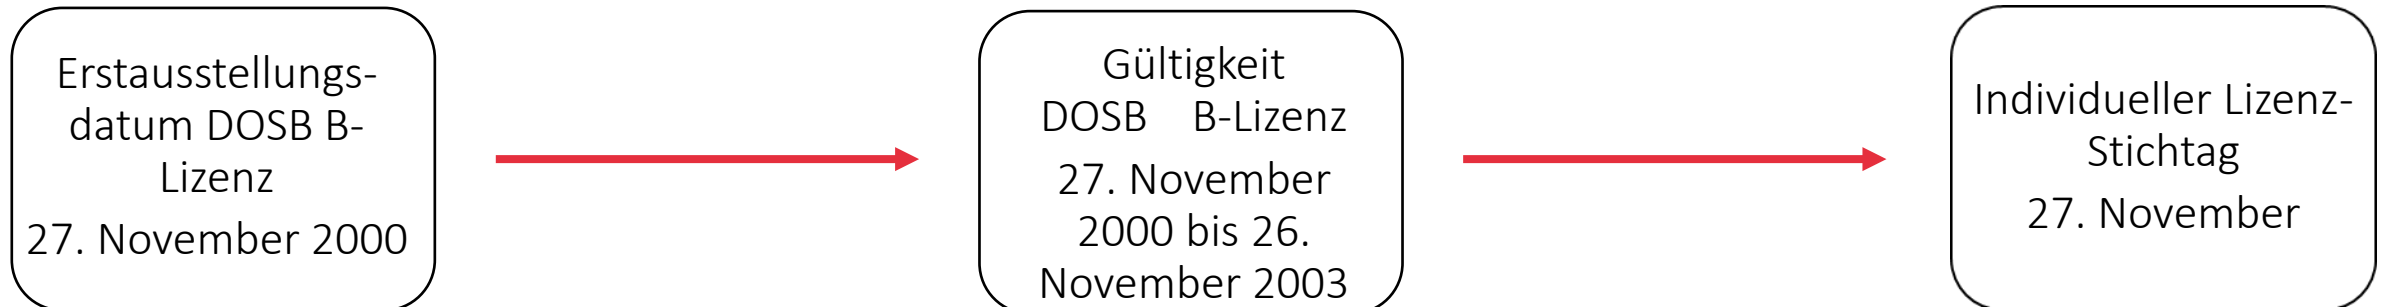 Erstausstellungs-
datum DOSB B-
Lizenz
27. November 2000
Gültigkeit
DOSB B-Lizenz
27. November
2000 bis 26.
November 2003
Individueller Lizenz-
Stichtag
27. November